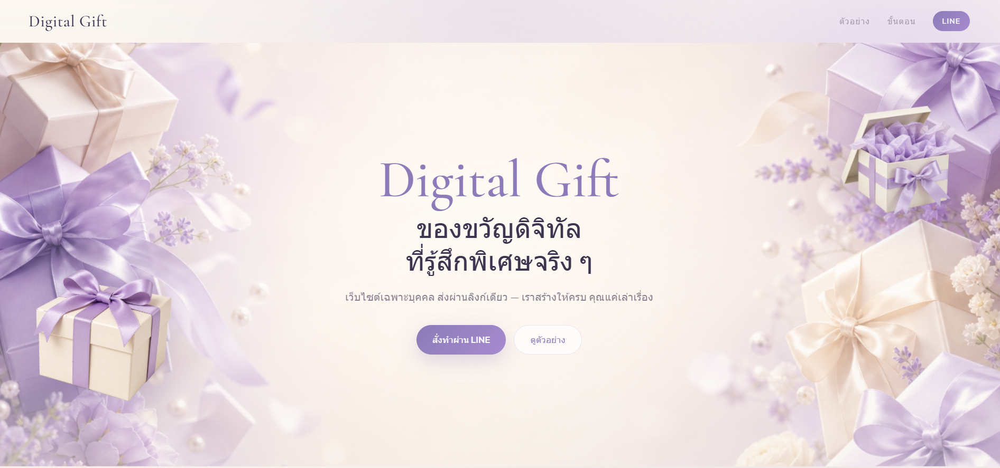 Digital Gift
ตัวอย่าง
ขั้นตอน
LINE
Digital Gift
ของขวัญดิจิทัล
ที่รู้สึกพิเศษจริง ๆ
เว็บไซต์เฉพาะบุคคล ส่งผ่านลิงก์เดียว — เราสร้างให้ครบ คุณแค่เล่าเรื่อง
สั่งทำผ่าน LINE
ดูตัวอย่าง